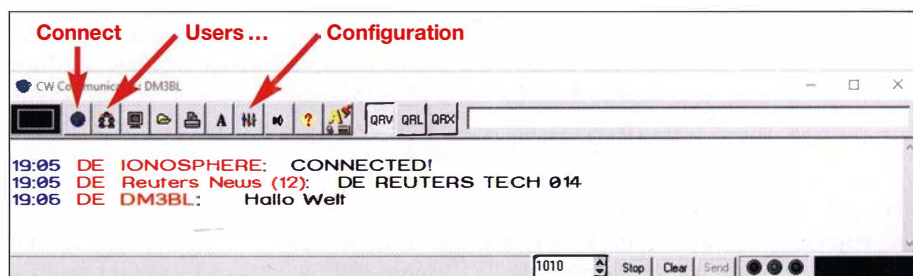 Connect Users ... Configuration
CW Communicator: DM3BL
A ? QRV QRL QRX
19:05 DE IONOSPHERE: CONNECTED!
19:05 DE Reuters News (12): DE REUTERS TECH 014
19:06 DE DM3BL: Hallo Welt
1010 Stop Clear Send